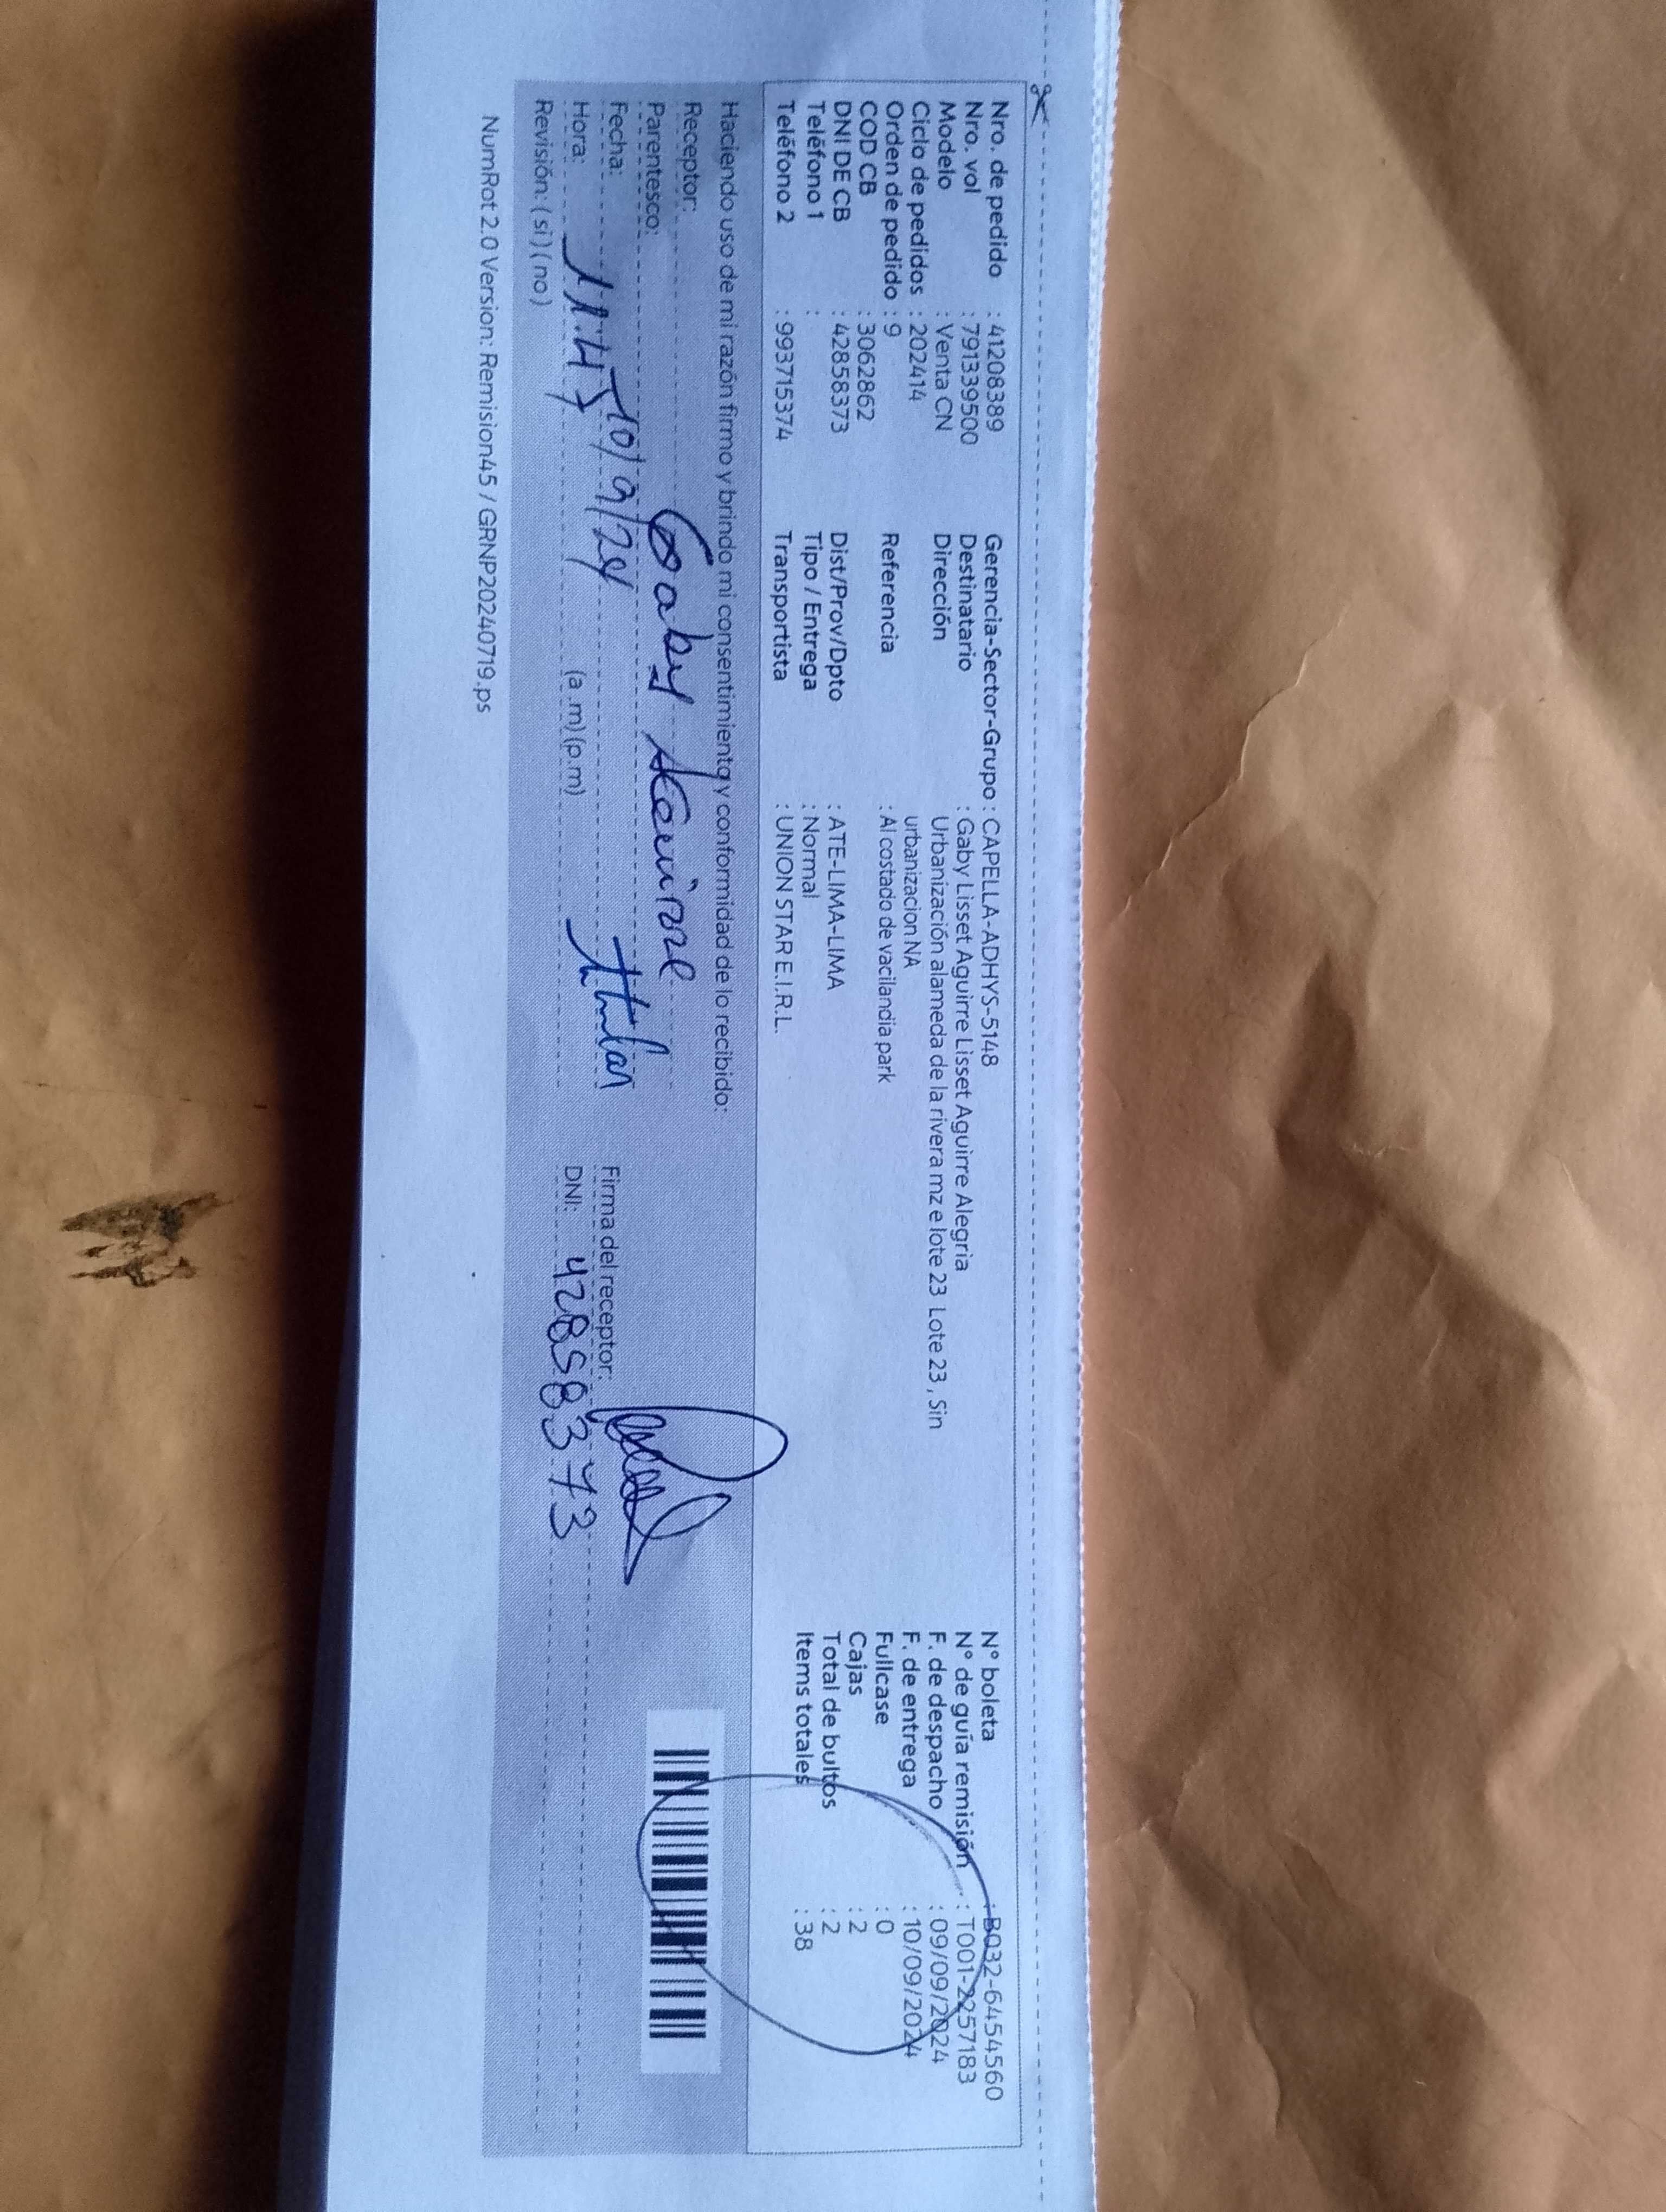 Nro. de pedido : 41208389
Nro. vol : 791339500
Modelo : Venta CN
Ciclo de pedidos : 202414
Orden de pedido : 9
COD CB : 3062862
DNI DE CB : 42858373
Teléfono 1 :
Teléfono 2 : 993715374
Gerencia-Sector-Grupo : CAPELLA-ADHYS-5148
Destinatario : Gaby Lisset Aguirre Lisset Aguirre Alegria
Dirección Urbanización alameda de la rivera mz e lote 23 Lote 23 , Sin
urbanizacion NA
Referencia : Al costado de vacilandia park
Dist/Prov/Dpto : ATE-LIMA-LIMA
Tipo / Entrega : Normal
Transportista : UNION STAR E.I.R.L.
N° boleta : B032-6454560
N° de guía remisión : T001-2257183
F. de despacho : 09/09/2024
F. de entrega : 10/09/2024
Fullcase : 0
Cajas : 2
Total de bultos : 2
Items totales : 38
Haciendo uso de mi razón firmo y brindo mi consentimiento y conformidad de lo recibido:
Receptor: Gaby
Parentesco:
Fecha: 10/9/24
Hora: 11:45 (a.m) (p.m)
Revisión: ( si ) ( no )
Firma del receptor:
DNI: 42858373
NumRot 2.0 Version: Remision45 / GRNP20240719.ps